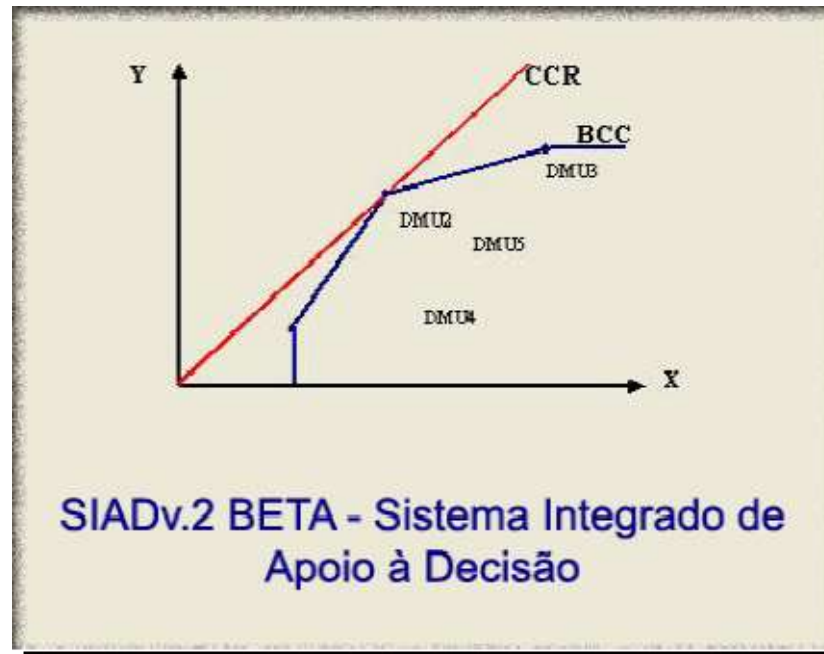 Y
CCR
BCC
DMU3
DMU2
DMU5
DMU4
X
SIADv.2 BETA - Sistema Integrado de
Apoio à Decisão